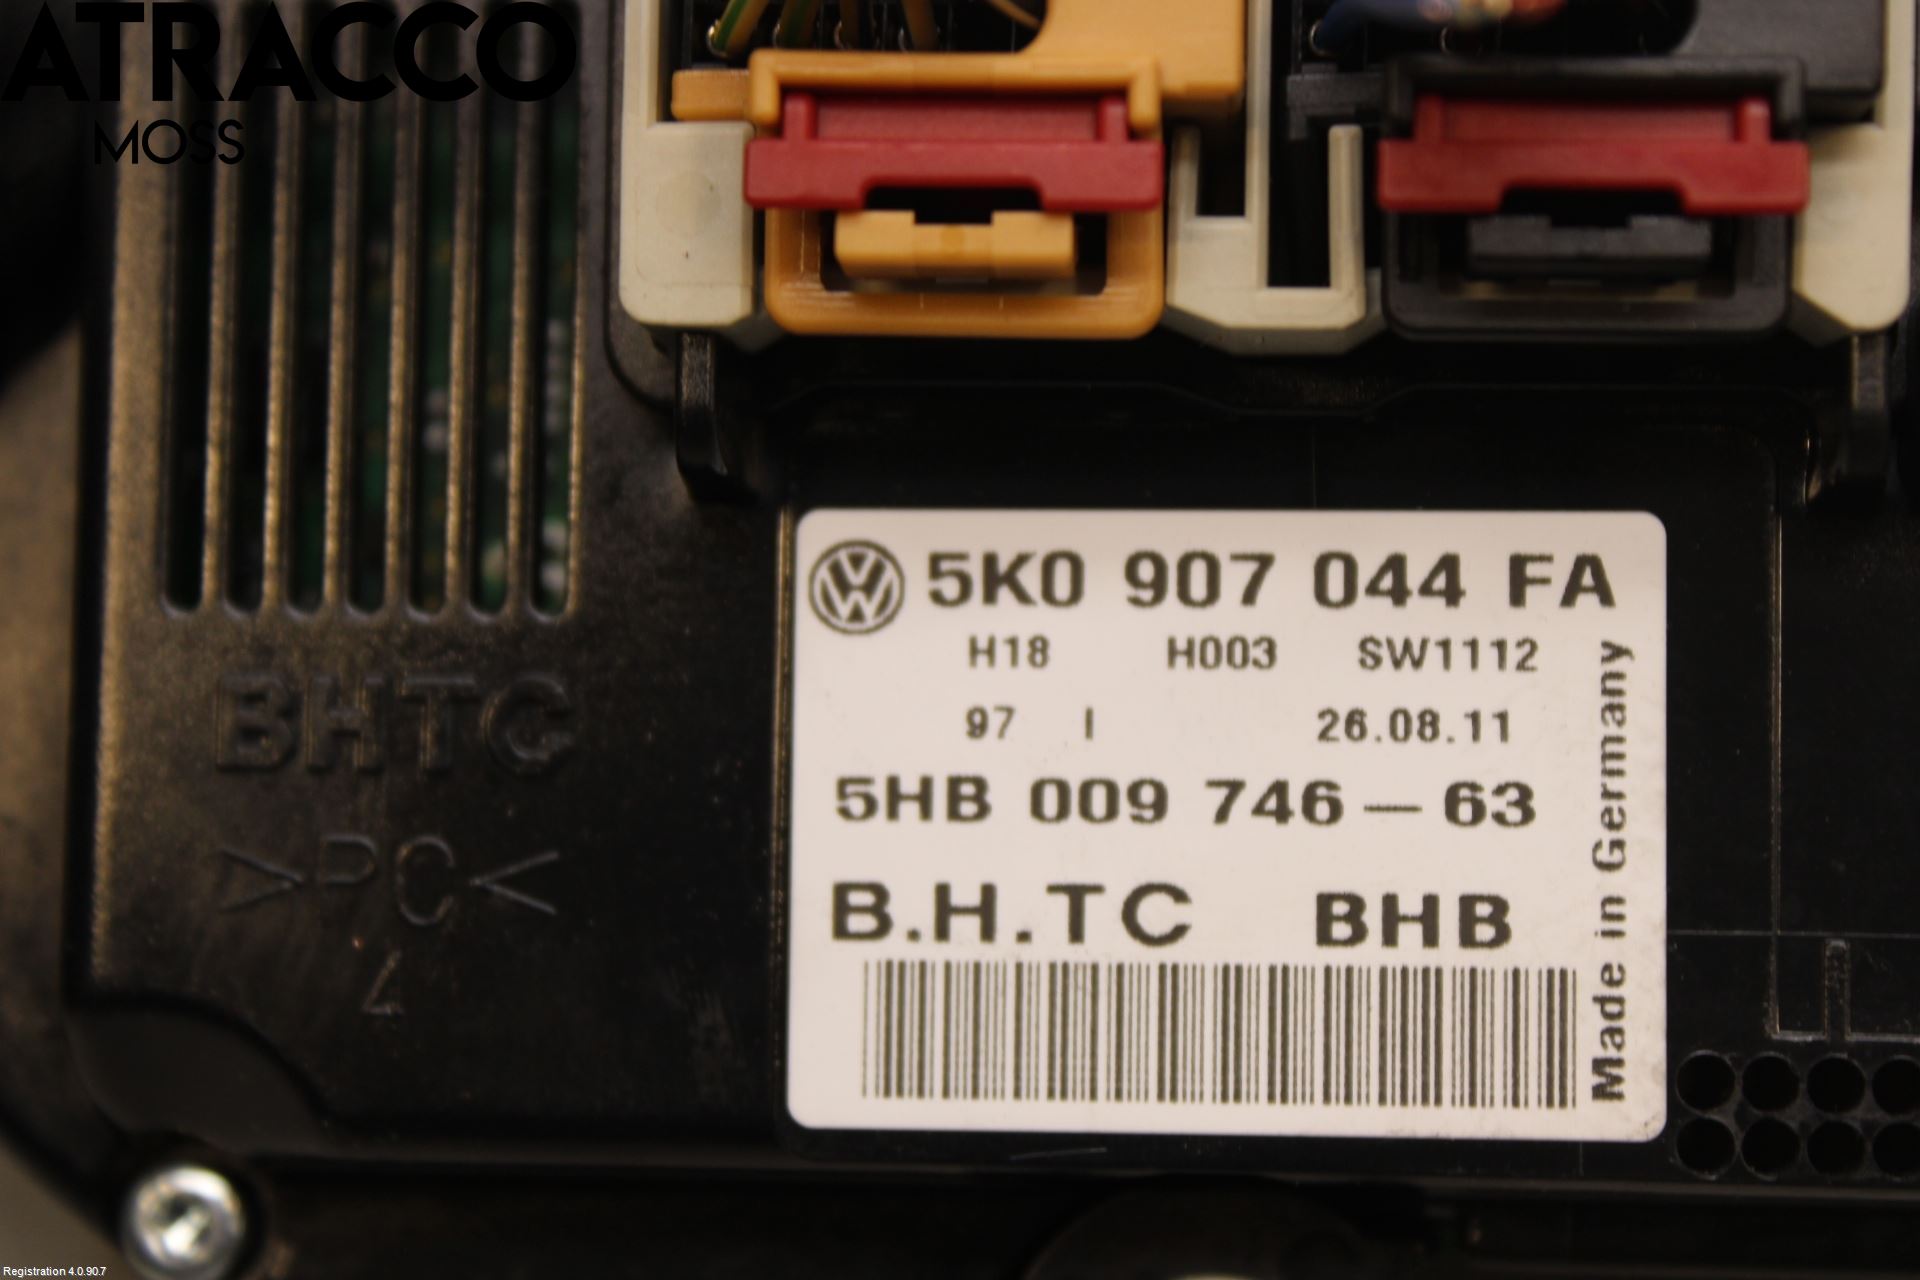 ATRACCO
MOSS
5K0 907 044 FA
H18 H003 SW1112
97 I 26.08.11
5HB 009 746-63
B.H.TC BHB
Made in Germany
BHTC
>PC<
4
Registration 4.0.90.7